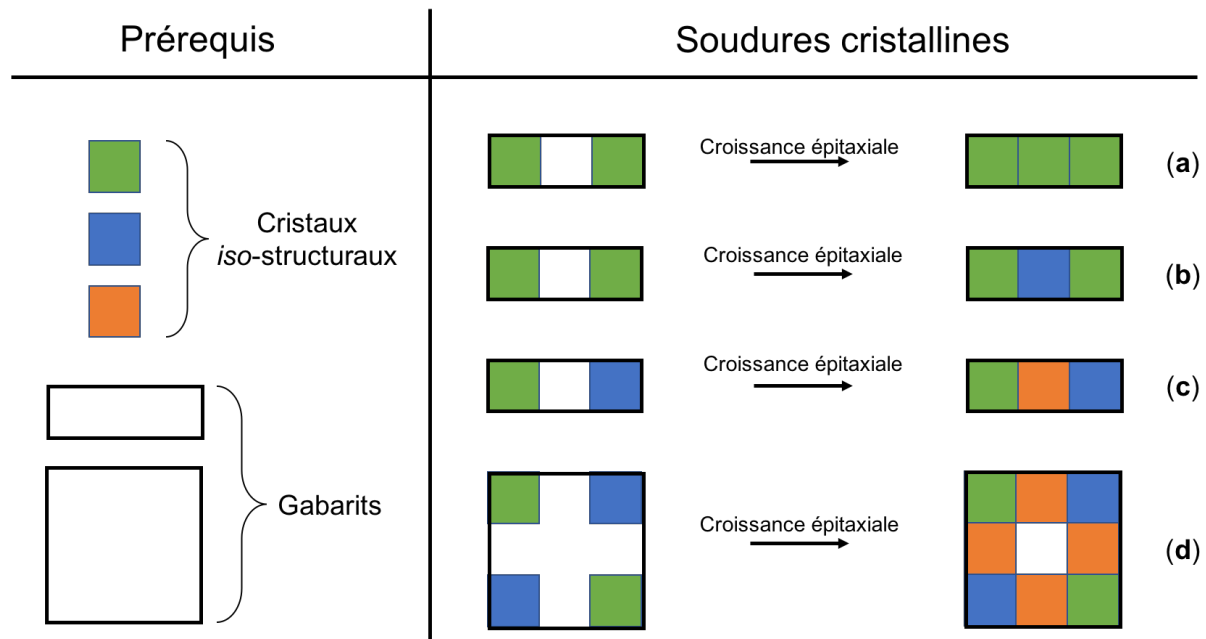 Prérequis
Soudures cristallines
Cristaux
iso-structuraux
Gabarits
Croissance épitaxiale
(a)
Croissance épitaxiale
(b)
Croissance épitaxiale
(c)
Croissance épitaxiale
(d)